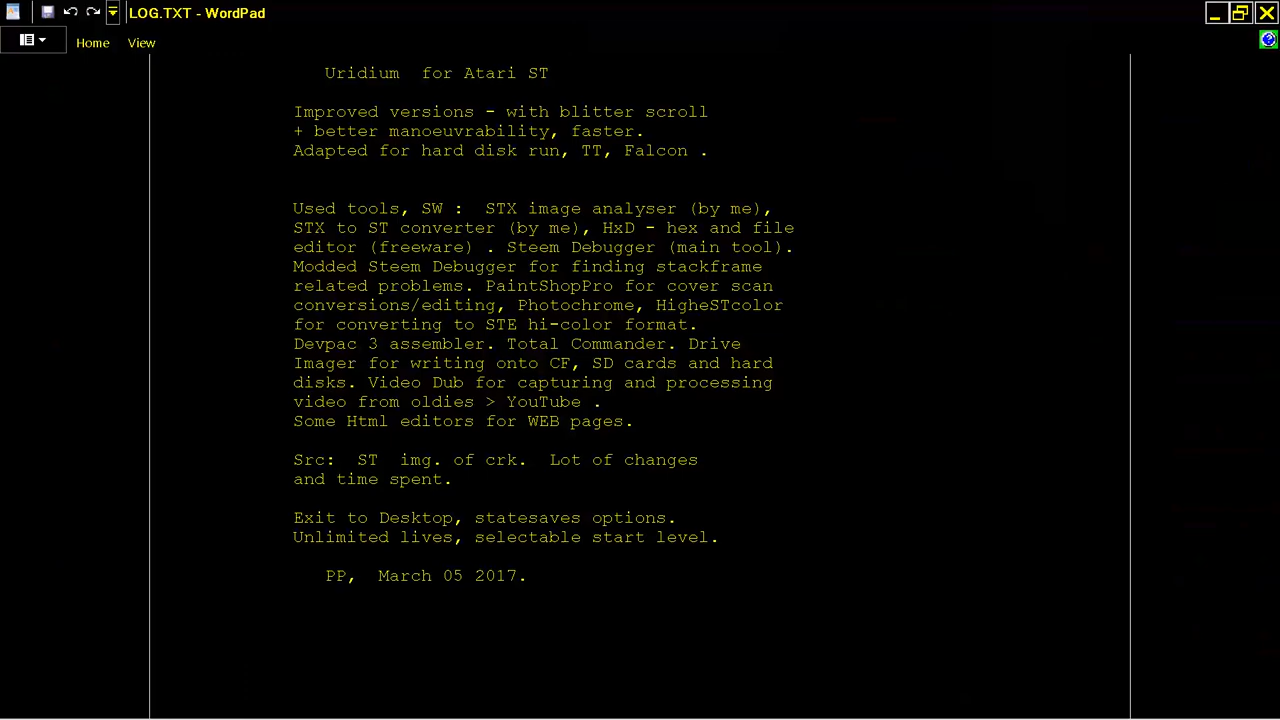 LOG.TXT - WordPad
Home View
Uridium for Atari ST
Improved versions - with blitter scroll
+ better manoeuvrability, faster.
Adapted for hard disk run, TT, Falcon .
Used tools, SW : STX image analyser (by me),
STX to ST converter (by me), HxD - hex and file
editor (freeware) . Steem Debugger (main tool).
Modded Steem Debugger for finding stackframe
related problems. PaintShopPro for cover scan
conversions/editing, Photochrome, HigheSTcolor
for converting to STE hi-color format.
Devpac 3 assembler. Total Commander. Drive
Imager for writing onto CF, SD cards and hard
disks. Video Dub for capturing and processing
video from oldies > YouTube .
Some Html editors for WEB pages.
Src: ST img. of crk. Lot of changes
and time spent.
Exit to Desktop, statesaves options.
Unlimited lives, selectable start level.
PP, March 05 2017.